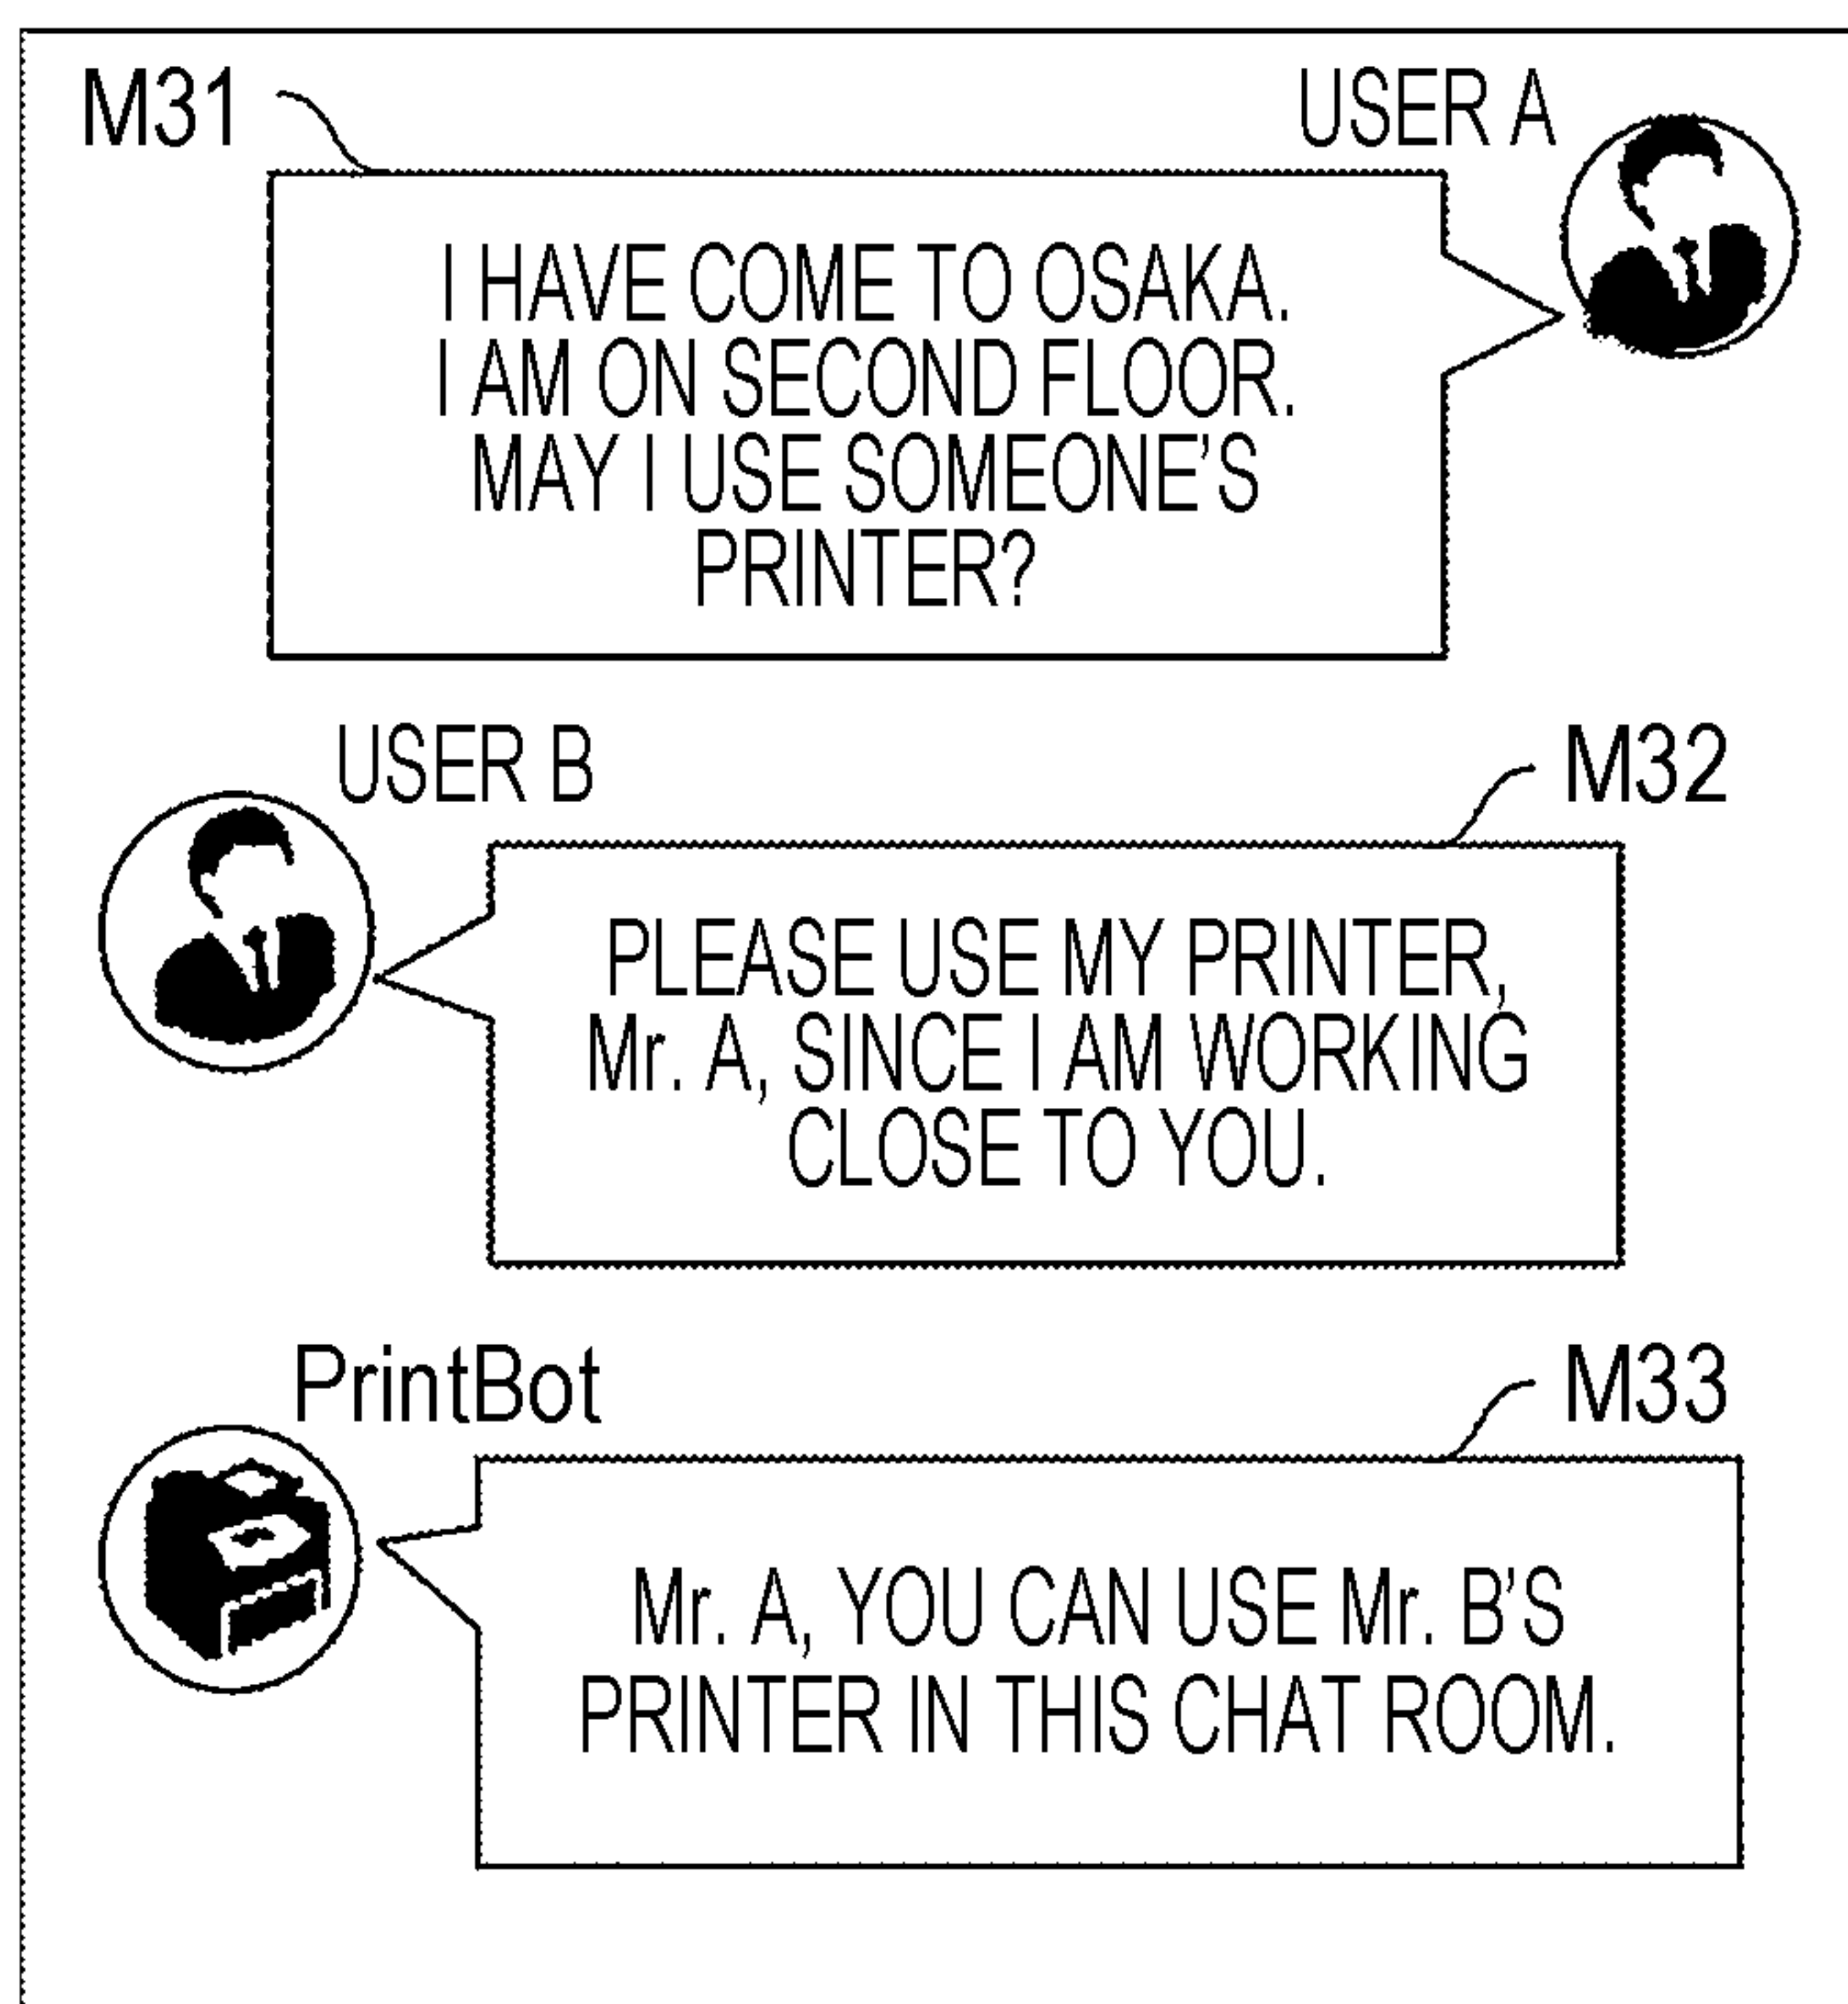 M31
USER A
I HAVE COME TO OSAKA.
I AM ON SECOND FLOOR.
MAY I USE SOMEONE'S
PRINTER?
USER B
M32
PLEASE USE MY PRINTER,
Mr. A, SINCE I AM WORKING
CLOSE TO YOU.
PrintBot
M33
Mr. A, YOU CAN USE Mr. B'S
PRINTER IN THIS CHAT ROOM.